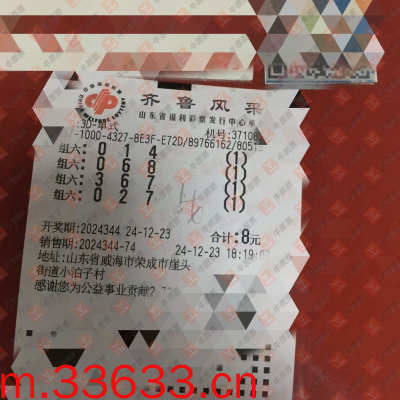 齐鲁风采
山东省福利彩票发行中心承
3D-单式
1000-4327-8E3F-E72D/89766162/8051
机号:37108
组六: 0 1 4 (1)
组六: 0 6 8 (1)
组六: 3 6 7 (1)
组六: 0 2 7 (1)
开奖期:2024344 24-12-23 合计:8元
销售期:2024344-74 24-12-23 18:19:
地址:山东省威海市荣成市崖头
街道小泊子村
感谢您为公益事业贡献2.
m.33633.cn